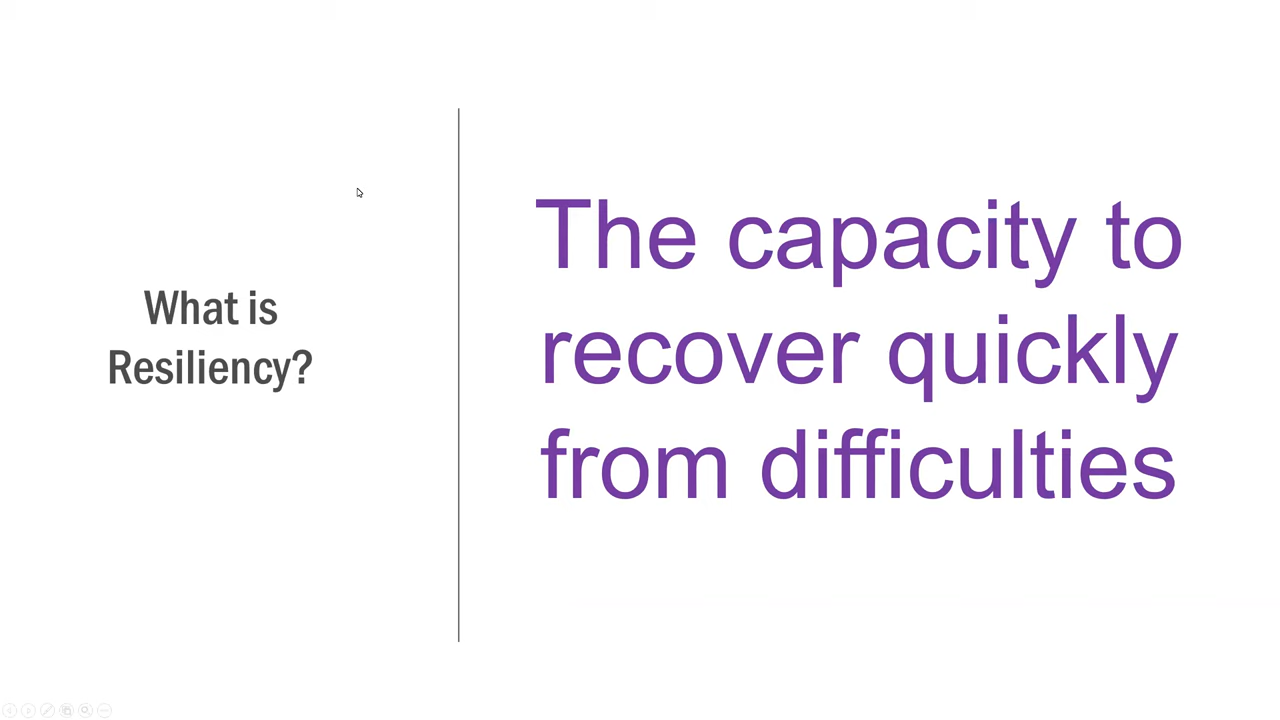 What is
Resiliency?
The capacity to
recover quickly
from difficulties